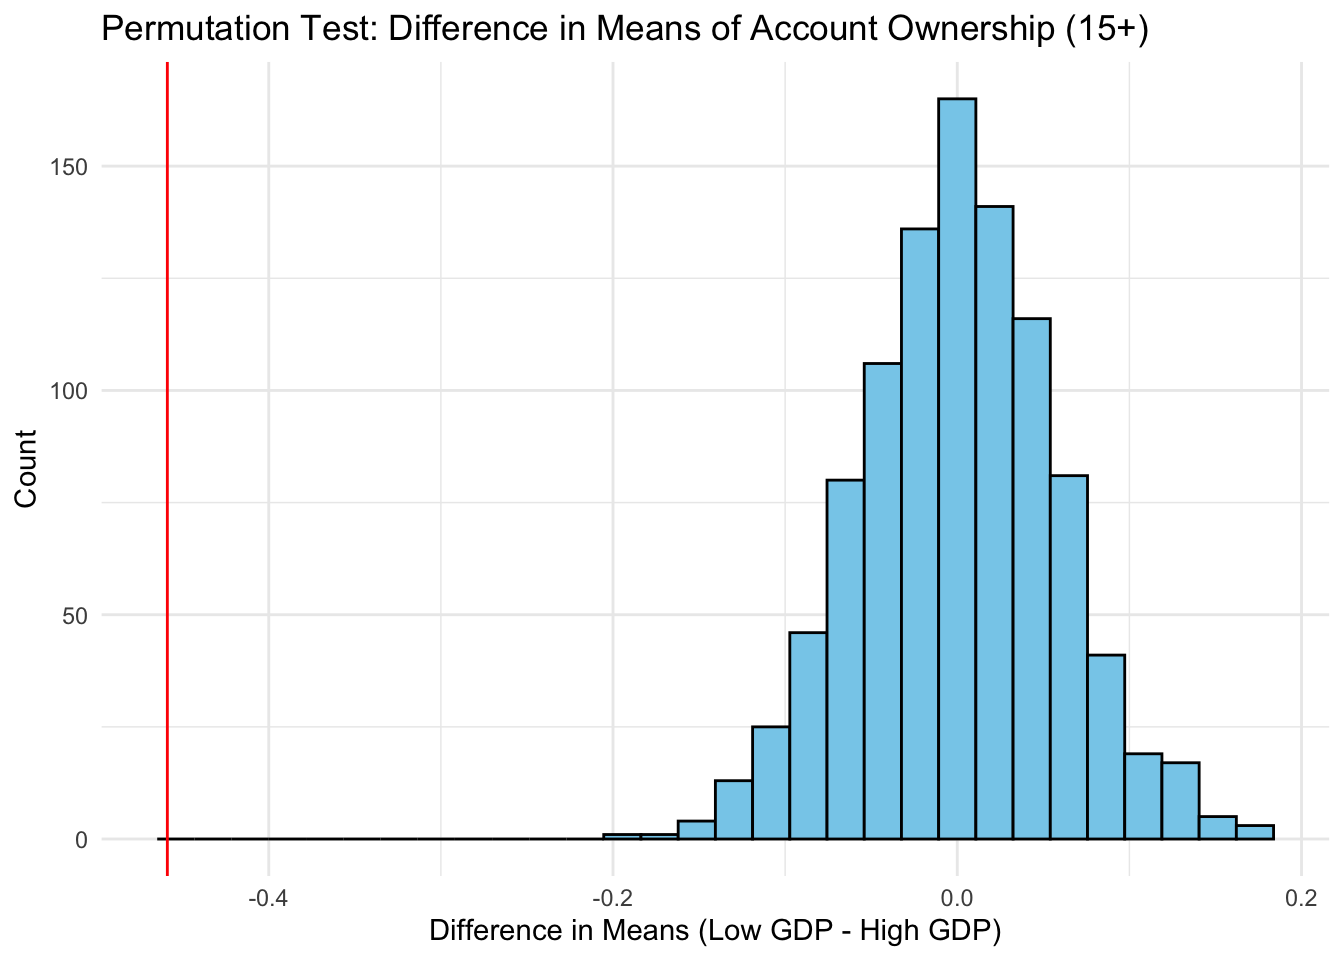 Permutation Test: Difference in Means of Account Ownership (15+)
150
100
50
0
Count
-0.4
-0.2
0.0
0.2
Difference in Means (Low GDP - High GDP)